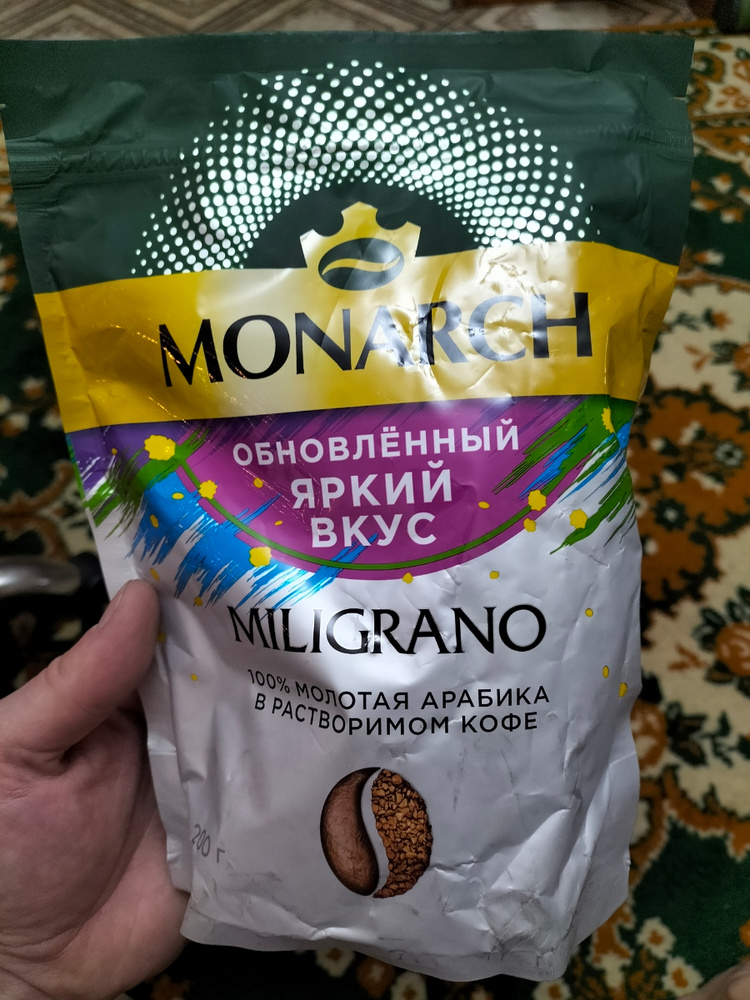 MONARCH
ОБНОВЛЁННЫЙ
ЯРКИЙ
ВКУС
MILIGRANO
100% МОЛОТАЯ АРАБИКА
В РАСТВОРИМОМ КОФЕ
200 г